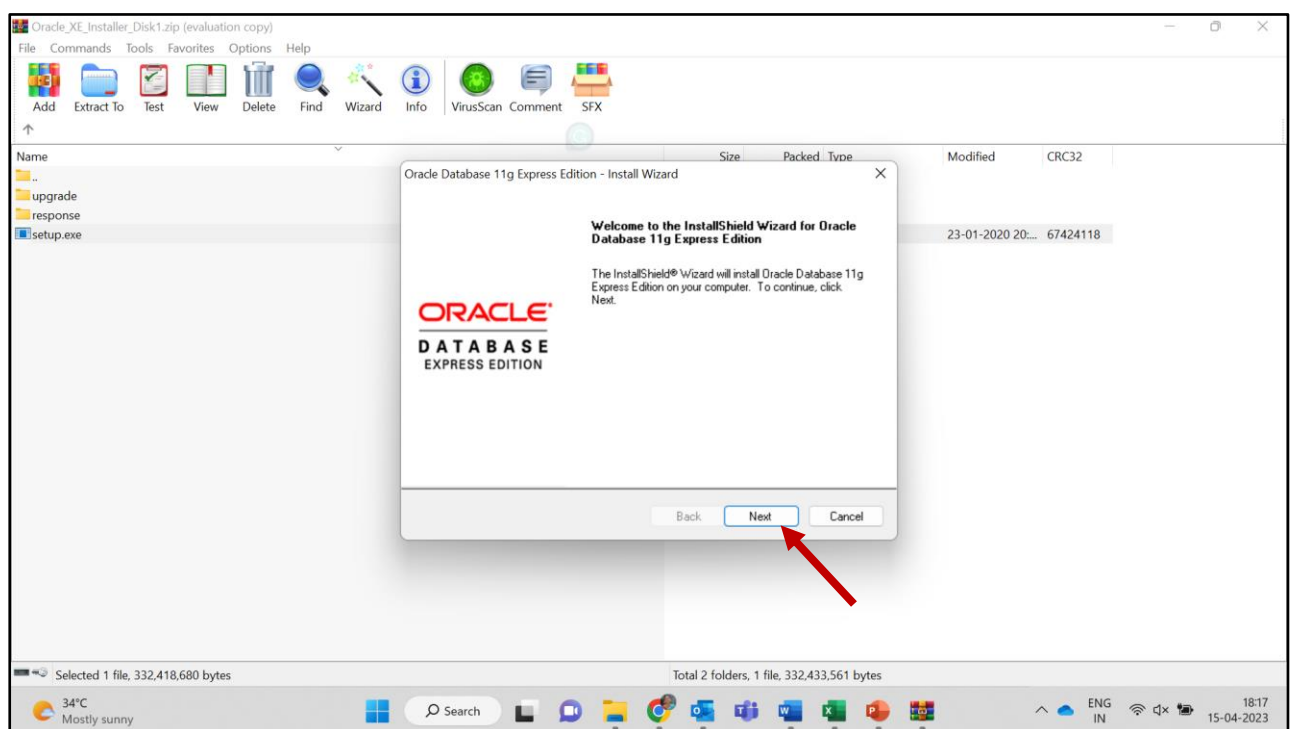 Oracle_XE_Installer_Disk1.zip (evaluation copy)
File Commands Tools Favorites Options Help
Add Extract To Test View Delete Find Wizard Info VirusScan Comment SFX
Name Size Packed Type Modified CRC32
..
upgrade
response
setup.exe 23-01-2020 20:... 67424118
Oracle Database 11g Express Edition - Install Wizard
Welcome to the InstallShield Wizard for Oracle
Database 11g Express Edition
The InstallShield® Wizard will install Oracle Database 11g
Express Edition on your computer. To continue, click
Next.
ORACLE®
DATABASE
EXPRESS EDITION
Back Next Cancel
Selected 1 file, 332,418,680 bytes Total 2 folders, 1 file, 332,433,561 bytes
34°C
Mostly sunny
Search
ENG
IN
18:17
15-04-2023